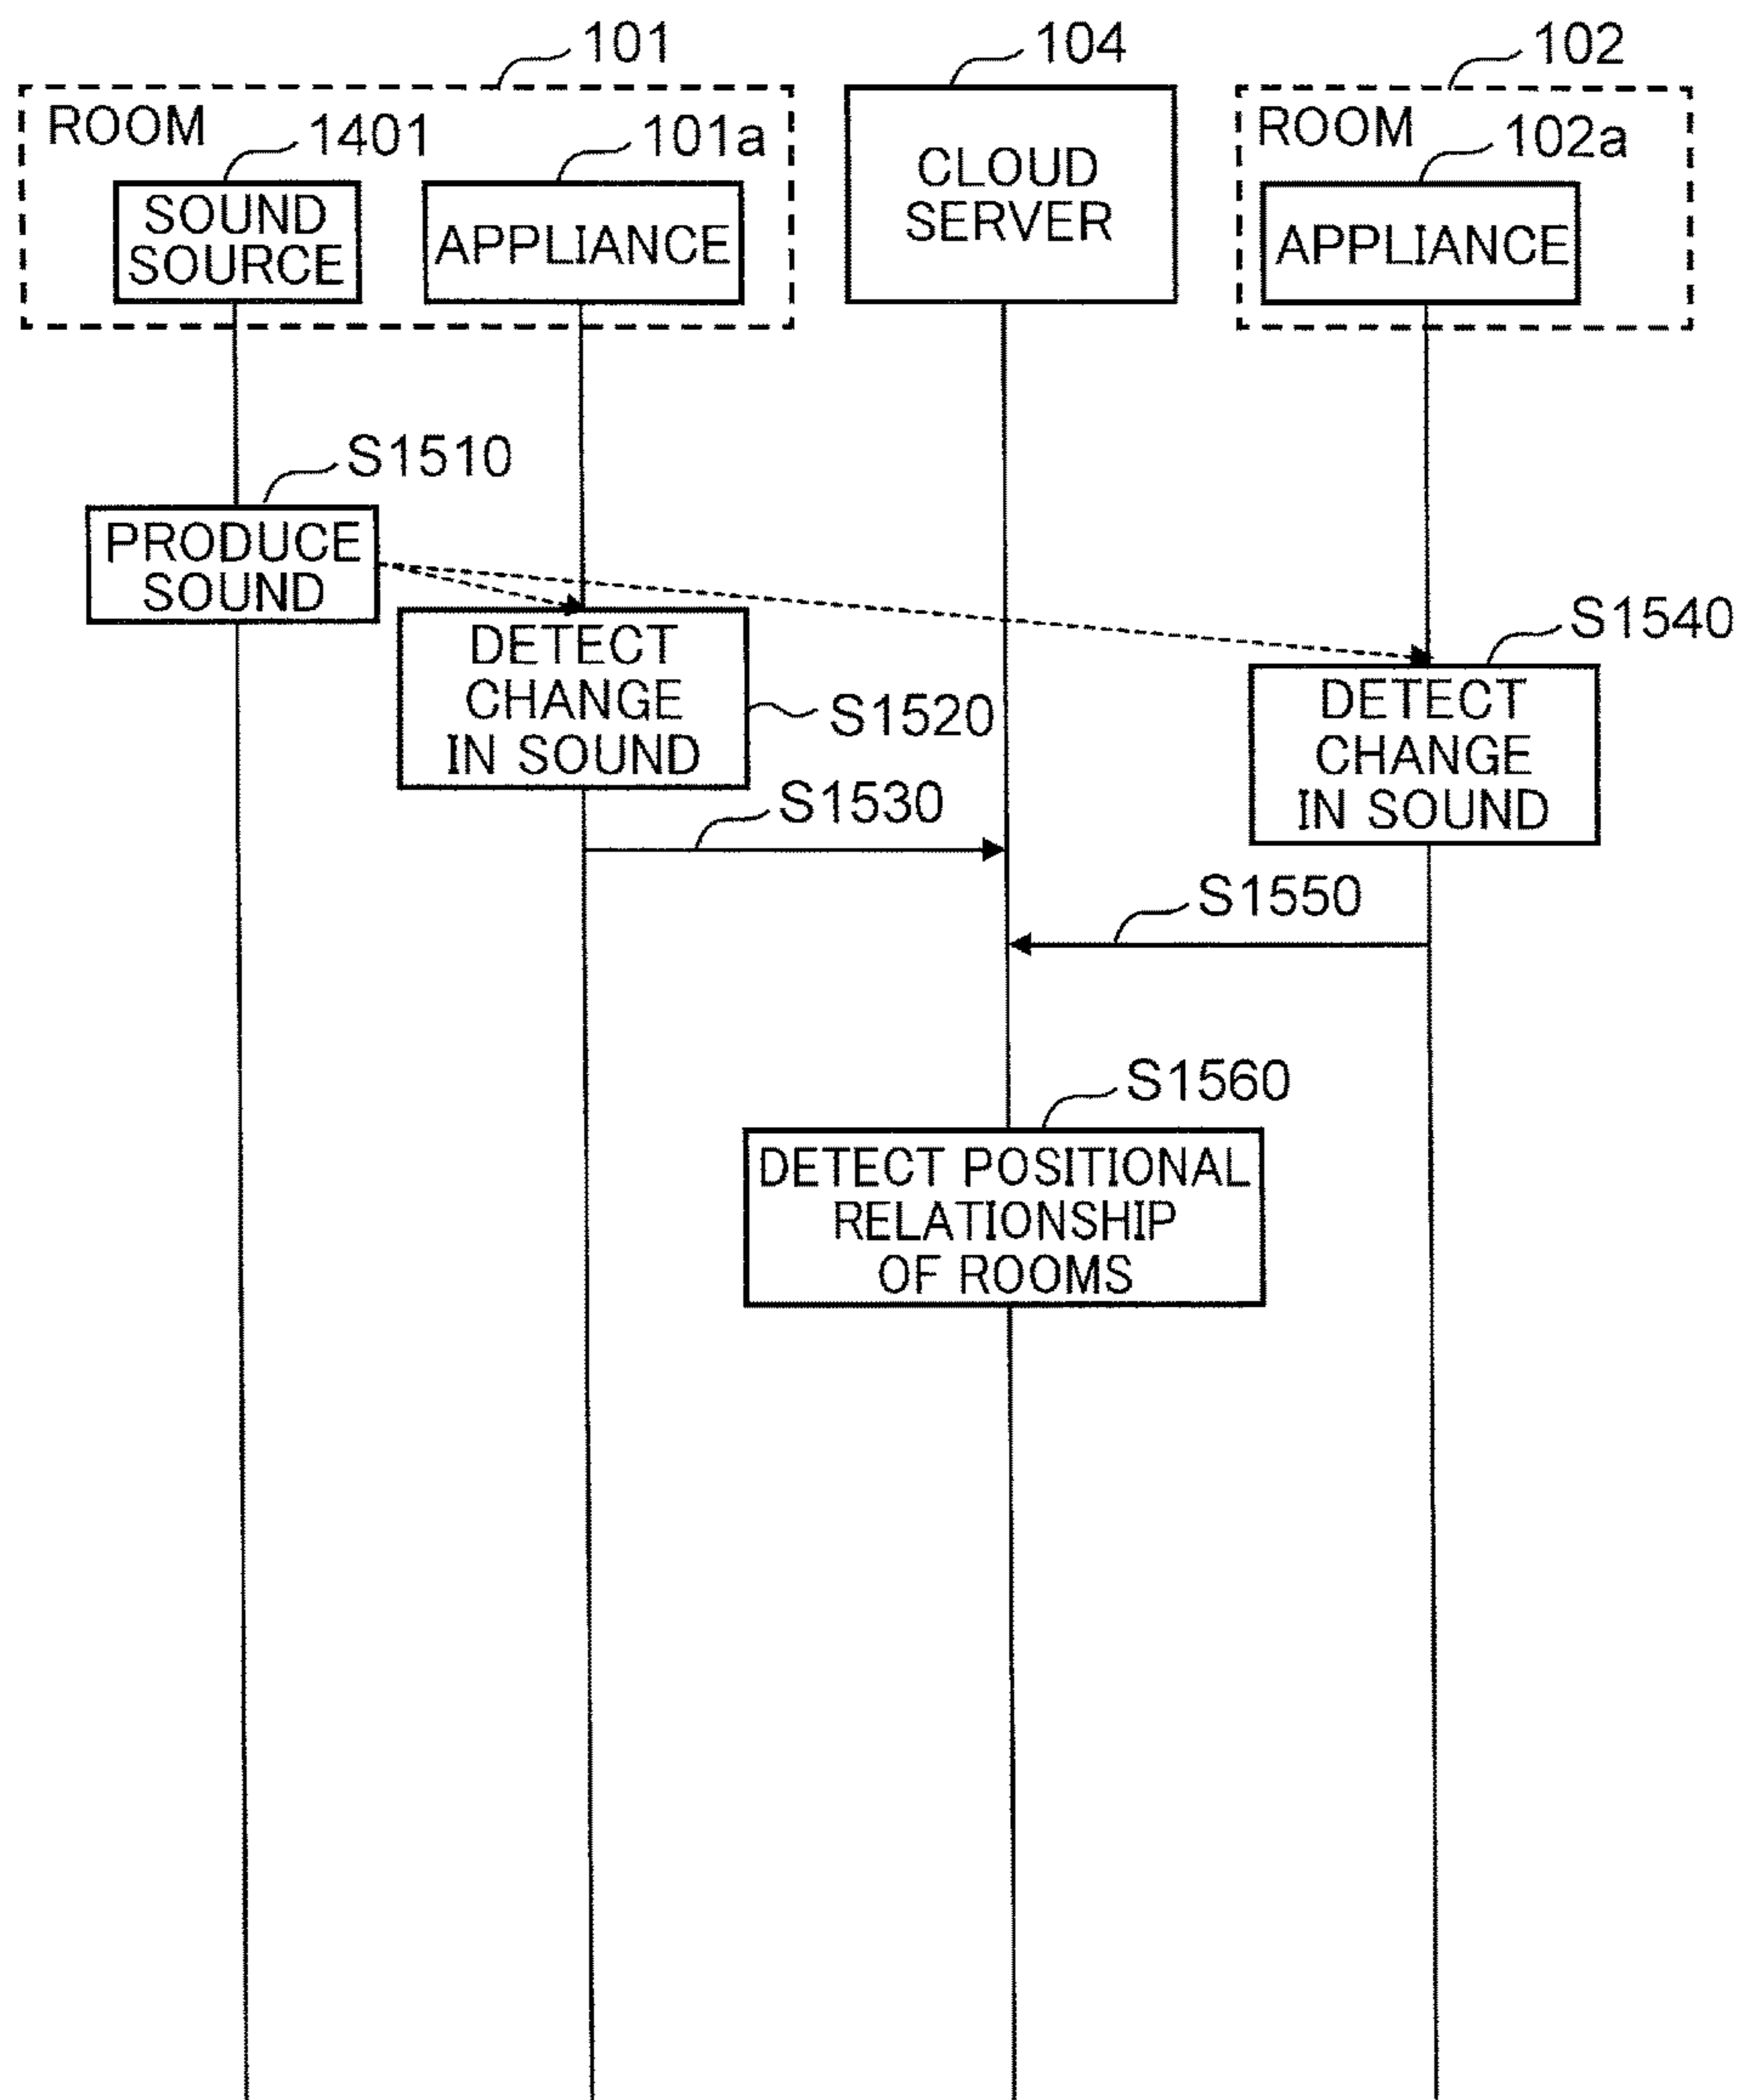 101
104
102
ROOM
1401
101a
ROOM
102a
SOUND
SOURCE
APPLIANCE
CLOUD
SERVER
APPLIANCE
S1510
PRODUCE
SOUND
S1540
DETECT
CHANGE
IN SOUND
S1520
DETECT
CHANGE
IN SOUND
S1530
S1550
S1560
DETECT POSITIONAL
RELATIONSHIP
OF ROOMS